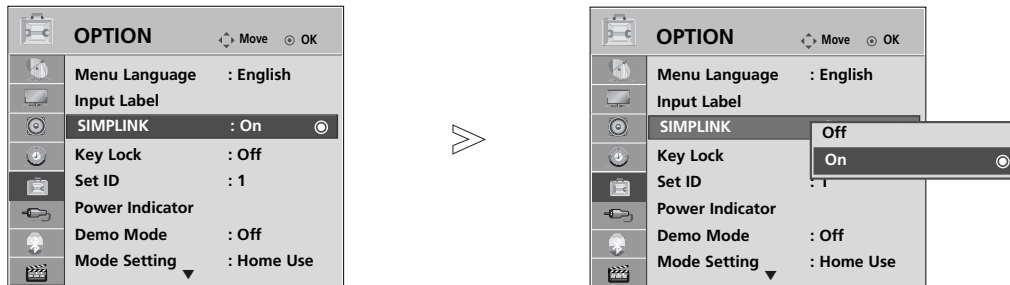 OPTION Move OK
Menu Language : English
Input Label
SIMPLINK : On
Key Lock : Off
Set ID : 1
Power Indicator
Demo Mode : Off
Mode Setting : Home Use
OPTION Move OK
Menu Language : English
Input Label
SIMPLINK
Off
Key Lock
On
Set ID : 1
Power Indicator
Demo Mode : Off
Mode Setting : Home Use